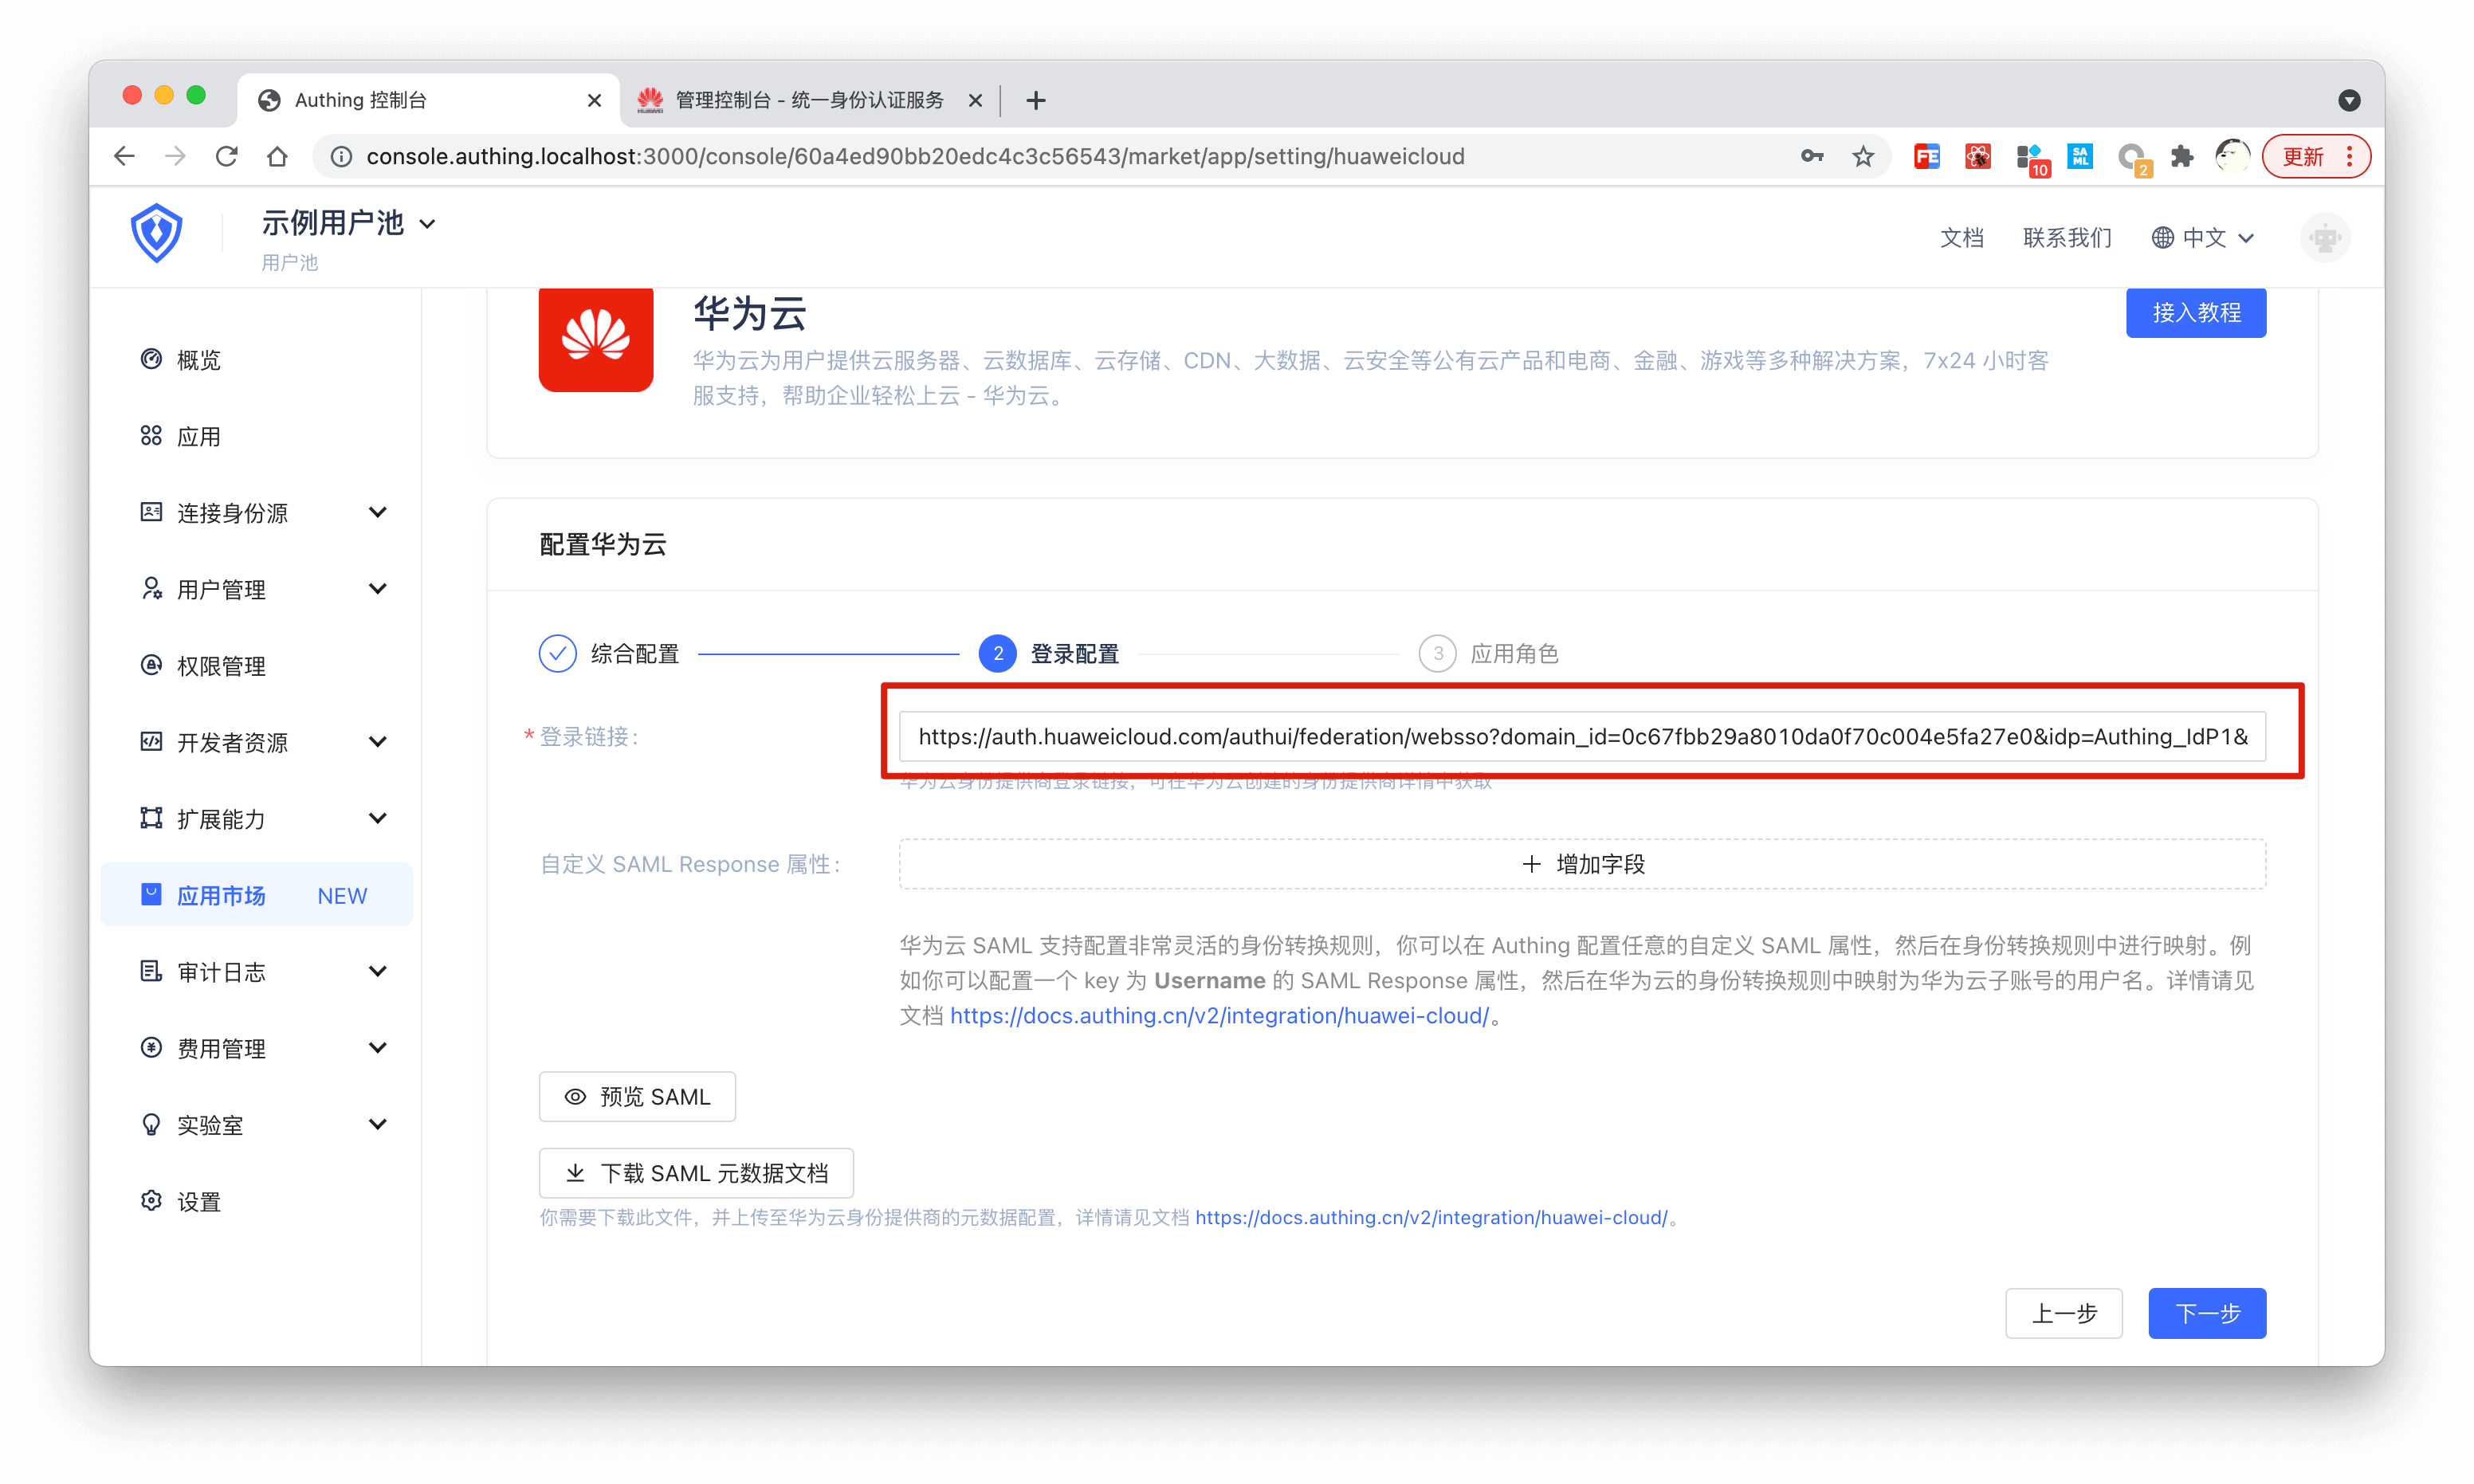 Authing 控制台
管理控制台 - 统一身份认证服务
console.authing.localhost:3000/console/60a4ed90bb20edc4c3c56543/market/app/setting/huaweicloud
FE
10
SA
ML
2
更新
示例用户池
用户池
文档
联系我们
中文
概览
应用
连接身份源
用户管理
权限管理
开发者资源
扩展能力
应用市场 NEW
审计日志
费用管理
实验室
设置
华为云
接入教程
华为云为用户提供云服务器、云数据库、云存储、CDN、大数据、云安全等公有云产品和电商、金融、游戏等多种解决方案，7x24 小时客
服支持，帮助企业轻松上云 - 华为云。
配置华为云
综合配置
2 登录配置
3 应用角色
* 登录链接：
https://auth.huaweicloud.com/authui/federation/websso?domain_id=0c67fbb29a8010da0f70c004e5fa27e0&idp=Authing_IdP1&
华为云身份提供商登录链接，可在华为云创建的身份提供商详情中获取
自定义 SAML Response 属性：
+ 增加字段
华为云 SAML 支持配置非常灵活的身份转换规则，你可以在 Authing 配置任意的自定义 SAML 属性，然后在身份转换规则中进行映射。例
如你可以配置一个 key 为 Username 的 SAML Response 属性，然后在华为云的身份转换规则中映射为华为云子账号的用户名。详情请见
文档 https://docs.authing.cn/v2/integration/huawei-cloud/。
预览 SAML
下载 SAML 元数据文档
你需要下载此文件，并上传至华为云身份提供商的元数据配置，详情请见文档 https://docs.authing.cn/v2/integration/huawei-cloud/。
上一步
下一步